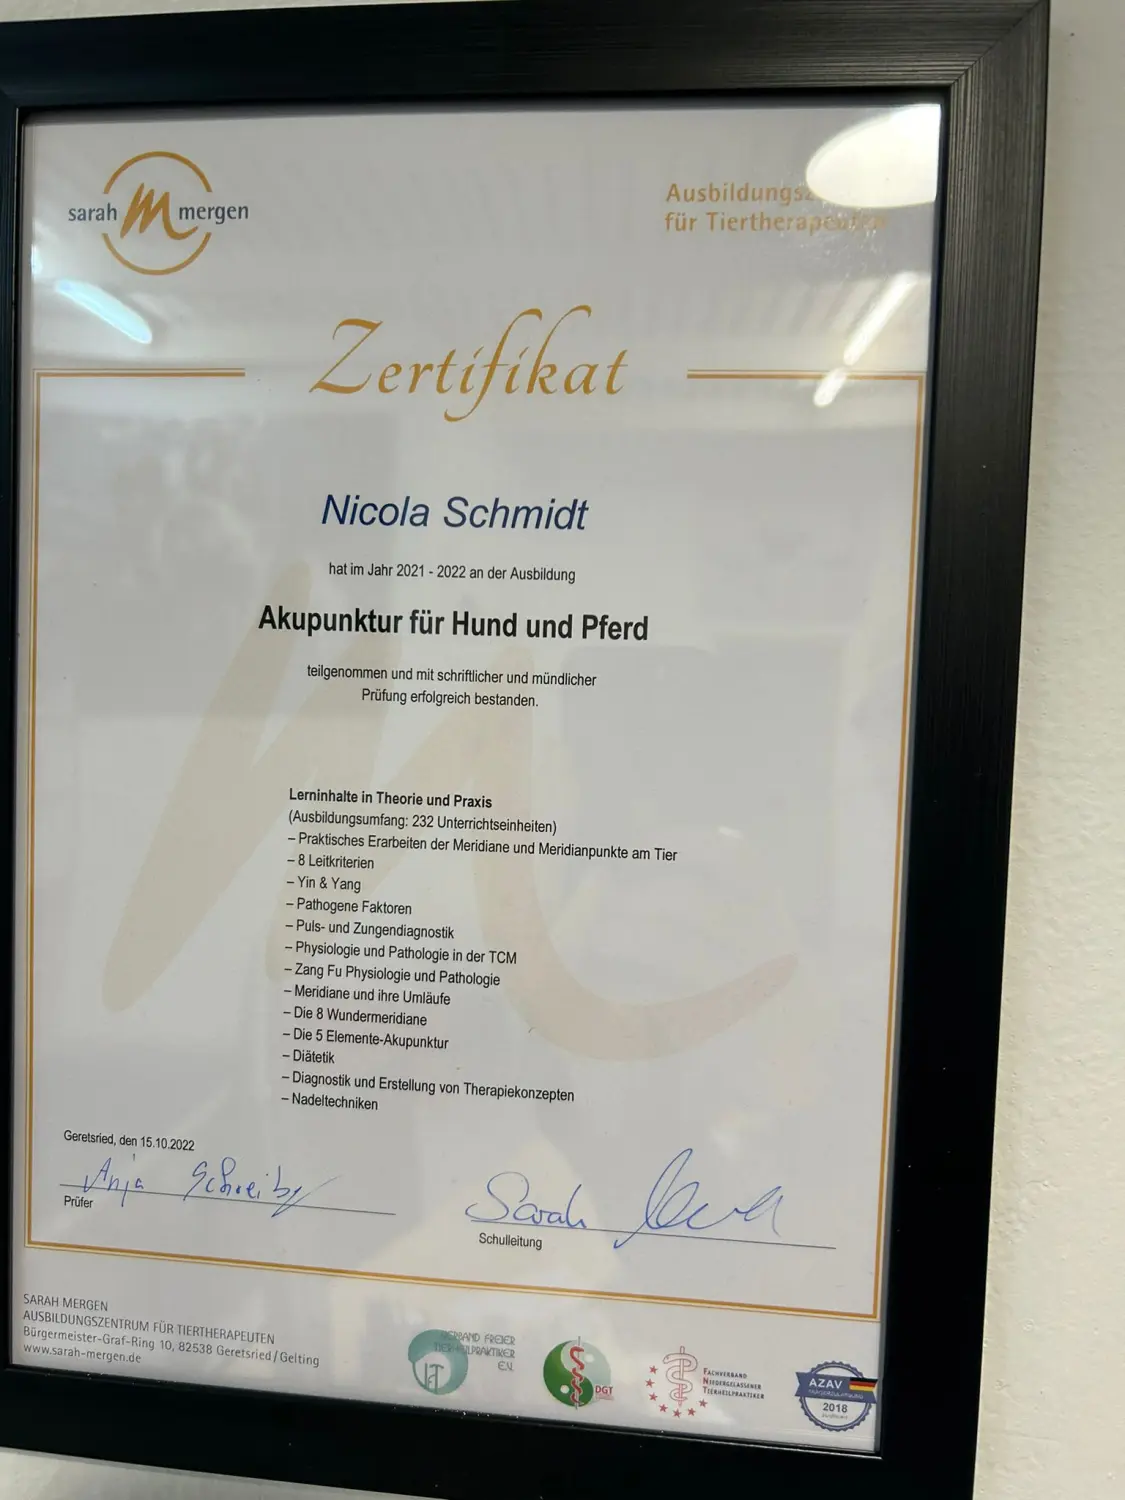 sarah m mergen
Ausbildungsz
für Tiertherapeuten
Zertifikat
Nicola Schmidt
hat im Jahr 2021 - 2022 an der Ausbildung
Akupunktur für Hund und Pferd
teilgenommen und mit schriftlicher und mündlicher
Prüfung erfolgreich bestanden.
Lerninhalte in Theorie und Praxis
(Ausbildungsumfang: 232 Unterrichtseinheiten)
– Praktisches Erarbeiten der Meridiane und Meridianpunkte am Tier
– 8 Leitkriterien
– Yin & Yang
– Pathogene Faktoren
– Puls- und Zungendiagnostik
– Physiologie und Pathologie in der TCM
– Zang Fu Physiologie und Pathologie
– Meridiane und ihre Umläufe
– Die 8 Wundermeridiane
– Die 5 Elemente-Akupunktur
– Diätetik
– Diagnostik und Erstellung von Therapiekonzepten
– Nadeltechniken
Geretsried, den 15.10.2022
Anja
Prüfer
Sarah
Schulleitung
SARAH MERGEN
AUSBILDUNGSZENTRUM FÜR TIERTHERAPEUTEN
Bürgermeister-Graf-Ring 10, 82538 Geretsried / Gelting
www.sarah-mergen.de
VERBAND FREIER
TIERHEILPRAKTIKER
E.V.
DGT
FACHVERBAND
NIEDERGELASSENER
TIERHEILPRAKTIKER
AZAV
2018